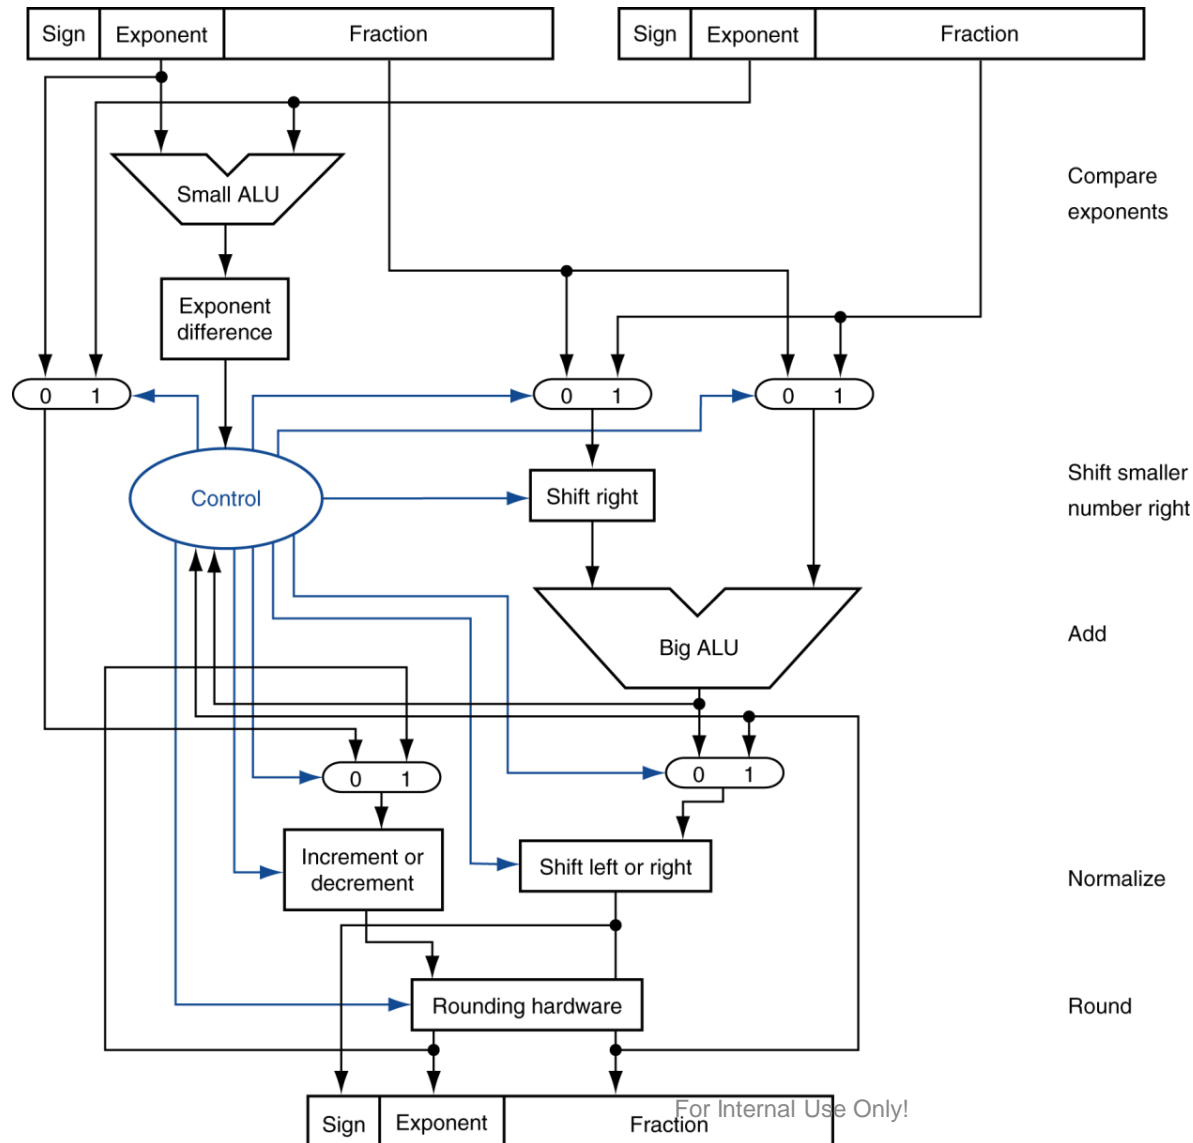 Sign Exponent Fraction Sign Exponent Fraction
Small ALU
Compare
exponents
Exponent
difference
0 1 0 1 0 1
Control
Shift right
Shift smaller
number right
Big ALU
Add
0 1 0 1
Increment or
decrement
Shift left or right
Normalize
Rounding hardware
Round
Sign Exponent Fraction
For Internal Use Only!